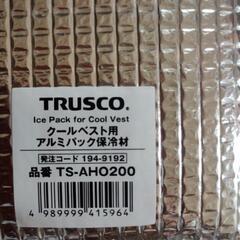 TRUSCO.
Ice Pack for Cool Vest
クールベスト用
アルミパック保冷材
発注コード 194-9192
品番 TS-AHO200
4 989999 415964